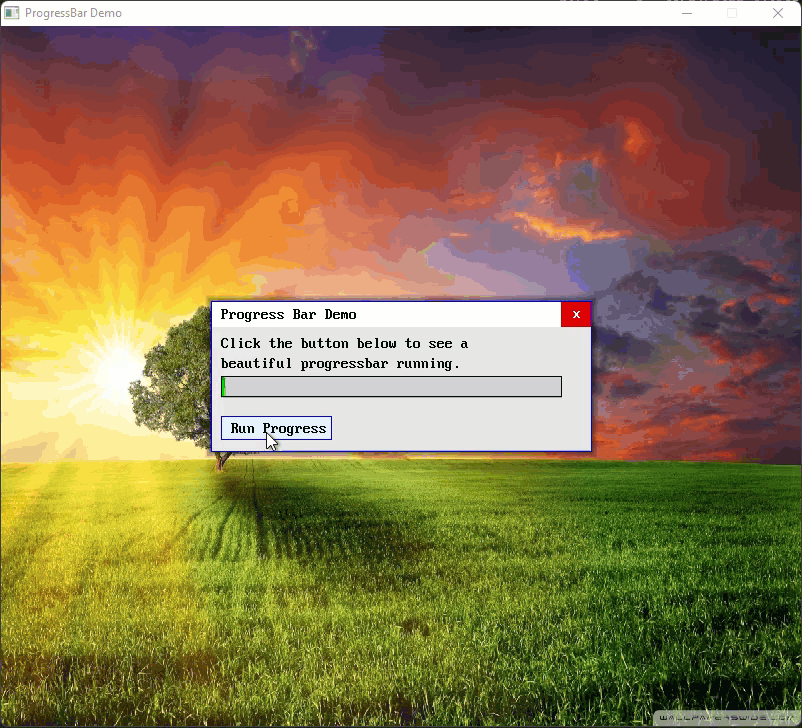 ProgressBar Demo
Progress Bar Demo
x
Click the button below to see a
beautiful progressbar running.
Run Progress
WALLPAPERSWIDE.COM